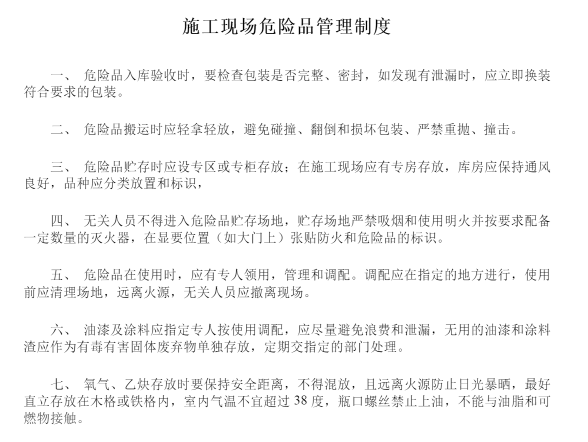 施工现场危险品管理制度
一、 危险品入库验收时，要检查包装是否完整、密封，如发现有泄漏时，应立即换装
符合要求的包装。
二、 危险品搬运时应轻拿轻放，避免碰撞、翻倒和损坏包装、严禁重抛、撞击。
三、 危险品贮存时应设专区或专柜存放；在施工现场应有专房存放，库房应保持通风
良好，品种应分类放置和标识，
四、 无关人员不得进入危险品贮存场地，贮存场地严禁吸烟和使用明火并按要求配备
一定数量的灭火器，在显要位置（如大门上）张贴防火和危险品的标识。
五、 危险品在使用时，应有专人领用，管理和调配。调配应在指定的地方进行，使用
前应清理场地，远离火源，无关人员应撤离现场。
六、 油漆及涂料应指定专人按使用调配，应尽量避免浪费和泄漏，无用的油漆和涂料
渣应作为有毒有害固体废弃物单独存放，定期交指定的部门处理。
七、 氧气、乙炔存放时要保持安全距离，不得混放，且远离火源防止日光暴晒，最好
直立存放在木格或铁格内，室内气温不宜超过 38 度，瓶口螺丝禁止上油，不能与油脂和可
燃物接触。